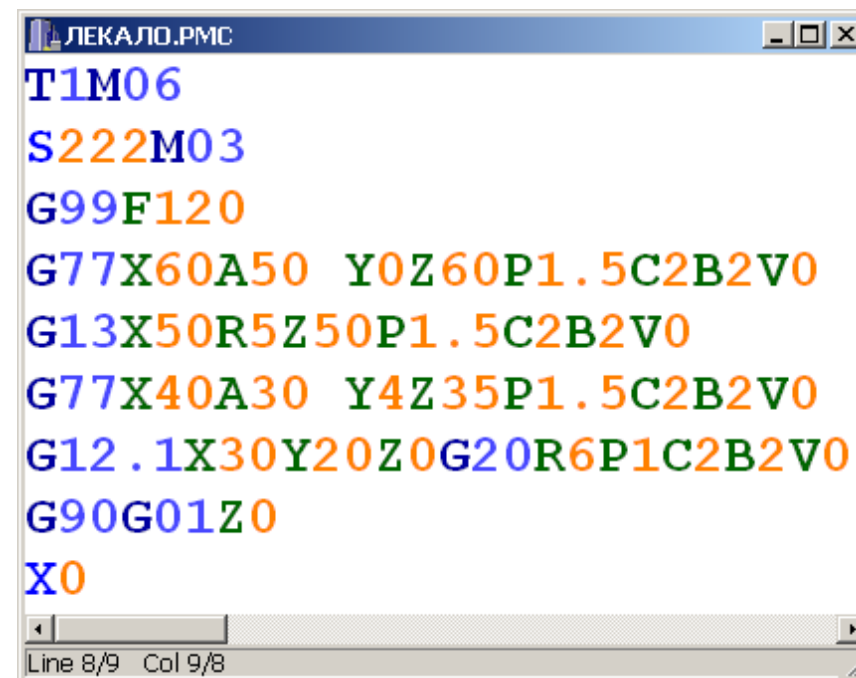 ЛЕКАЛО.РМС
T1M06
S222M03
G99F120
G77X60A50 Y0Z60P1.5C2B2V0
G13X50R5Z50P1.5C2B2V0
G77X40A30 Y4Z35P1.5C2B2V0
G12.1X30Y20Z0G20R6P1C2B2V0
G90G01Z0
X0
Line 8/9 Col 9/8